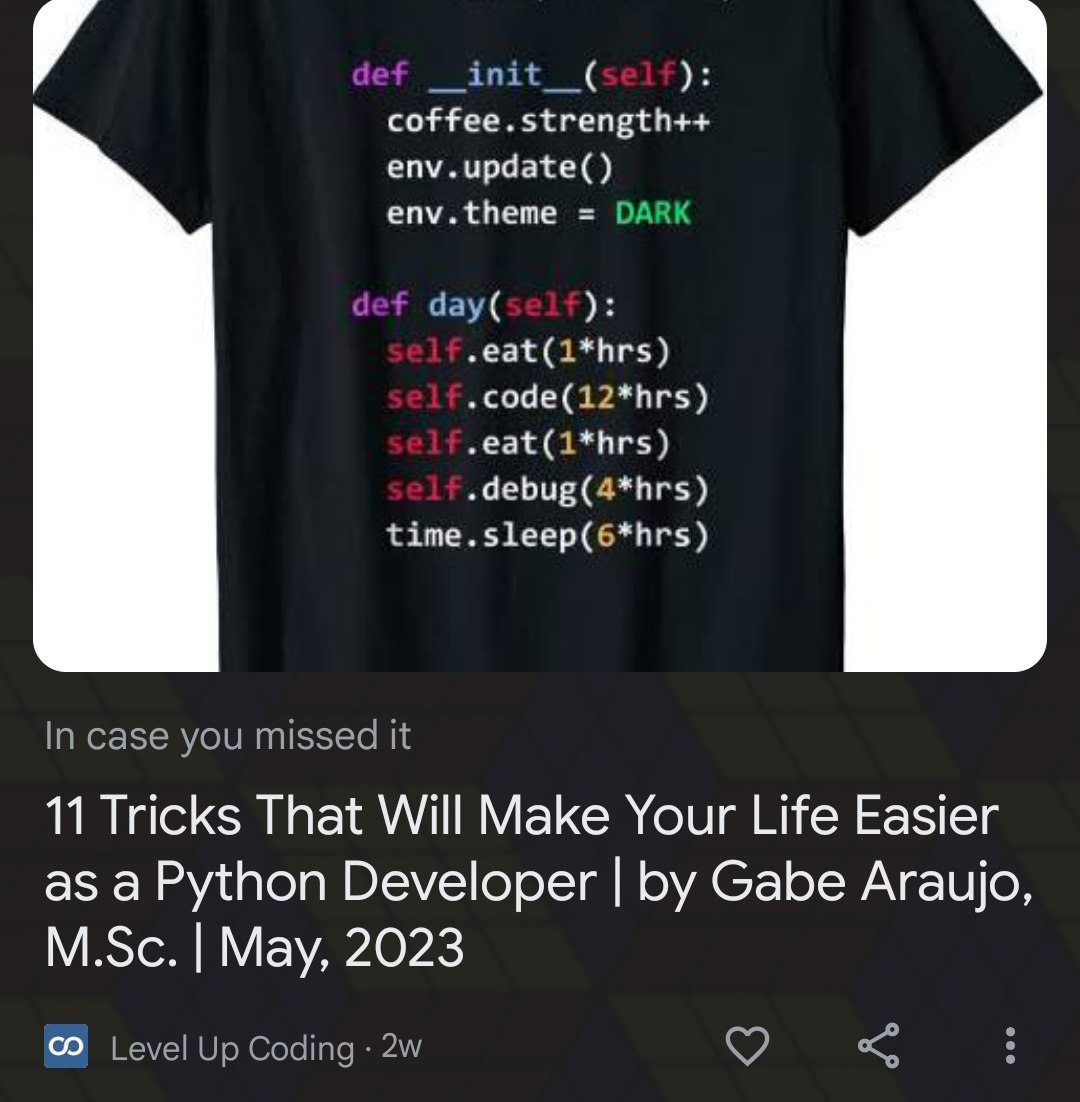 def __init__(self):
coffee.strength++
env.update()
env.theme = DARK
def day(self):
self.eat(1*hrs)
self.code(12*hrs)
self.eat(1*hrs)
self.debug(4*hrs)
time.sleep(6*hrs)
In case you missed it
11 Tricks That Will Make Your Life Easier
as a Python Developer | by Gabe Araujo,
M.Sc. | May, 2023
Level Up Coding · 2w